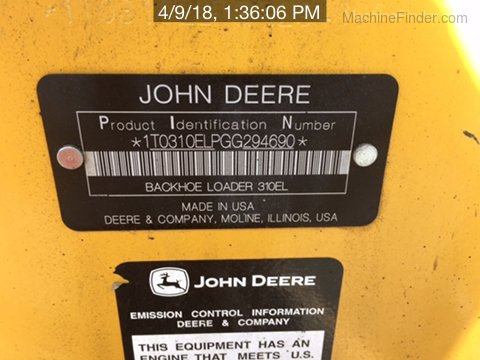 4/9/18, 1:36:06 PM
MachineFinder.com
JOHN DEERE
Product Identification Number
*1T0310ELPGG294690*
BACKHOE LOADER 310EL
MADE IN USA
DEERE & COMPANY, MOLINE, ILLINOIS, USA
JOHN DEERE
EMISSION CONTROL INFORMATION
DEERE & COMPANY
THIS EQUIPMENT HAS AN
ENGINE THAT MEETS U.S.